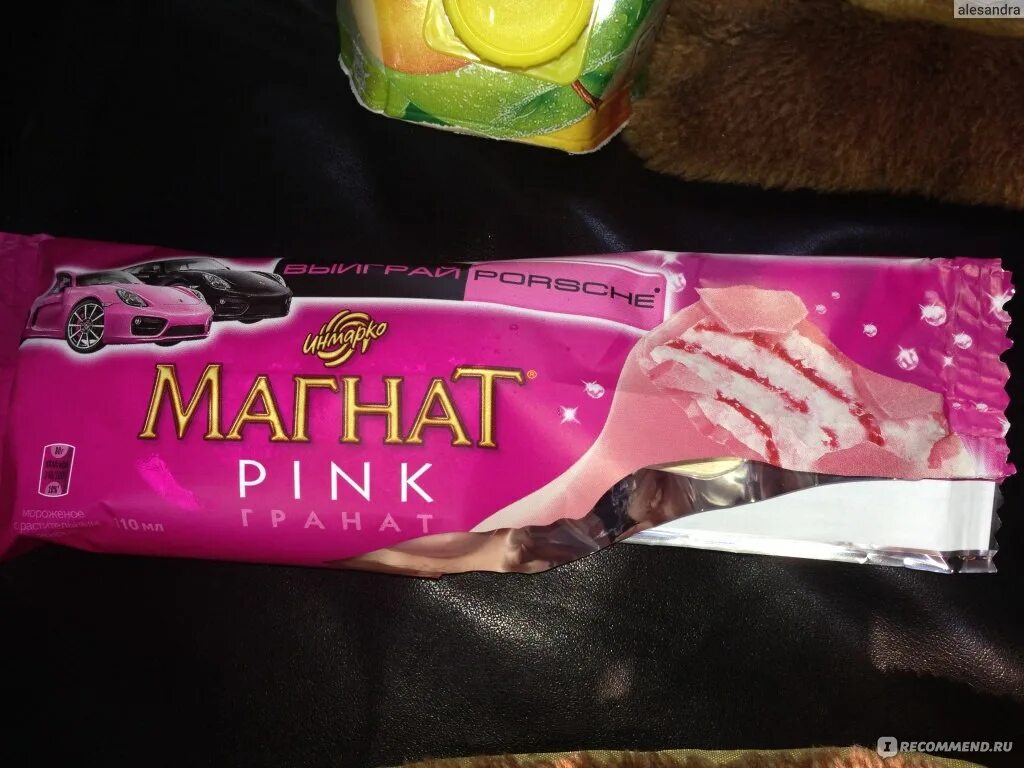 alesandra
ВЫИГРАЙ PORSCHE
ИНМАРКО
МАГНАТ®
PINK
ГРАНАТ
мороженое
с растительным
110 мл
RECOMMEND.RU